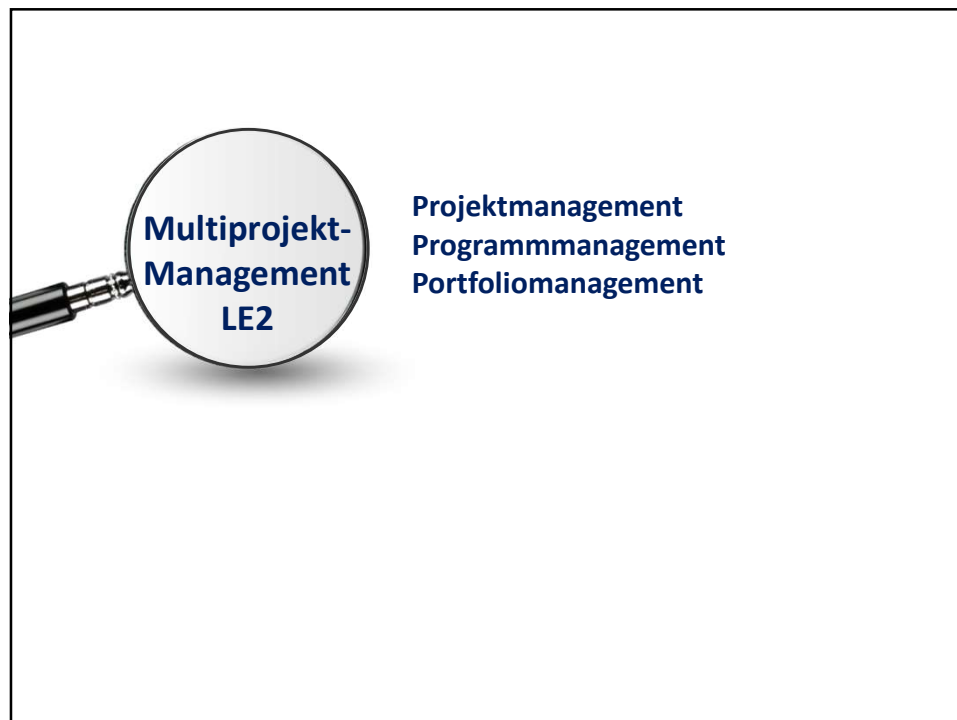 Multiprojekt-
Management
LE2
Projektmanagement
Programmmanagement
Portfoliomanagement